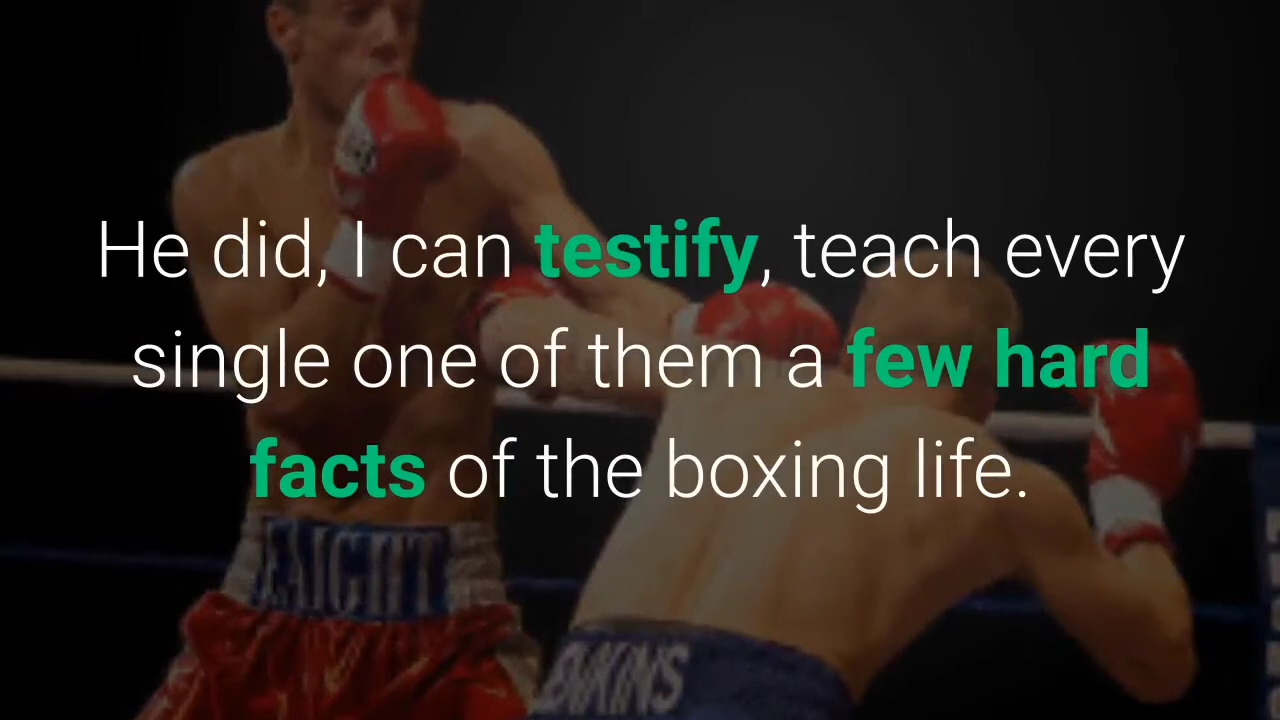 He did, I can testify, teach every
single one of them a few hard
facts of the boxing life.